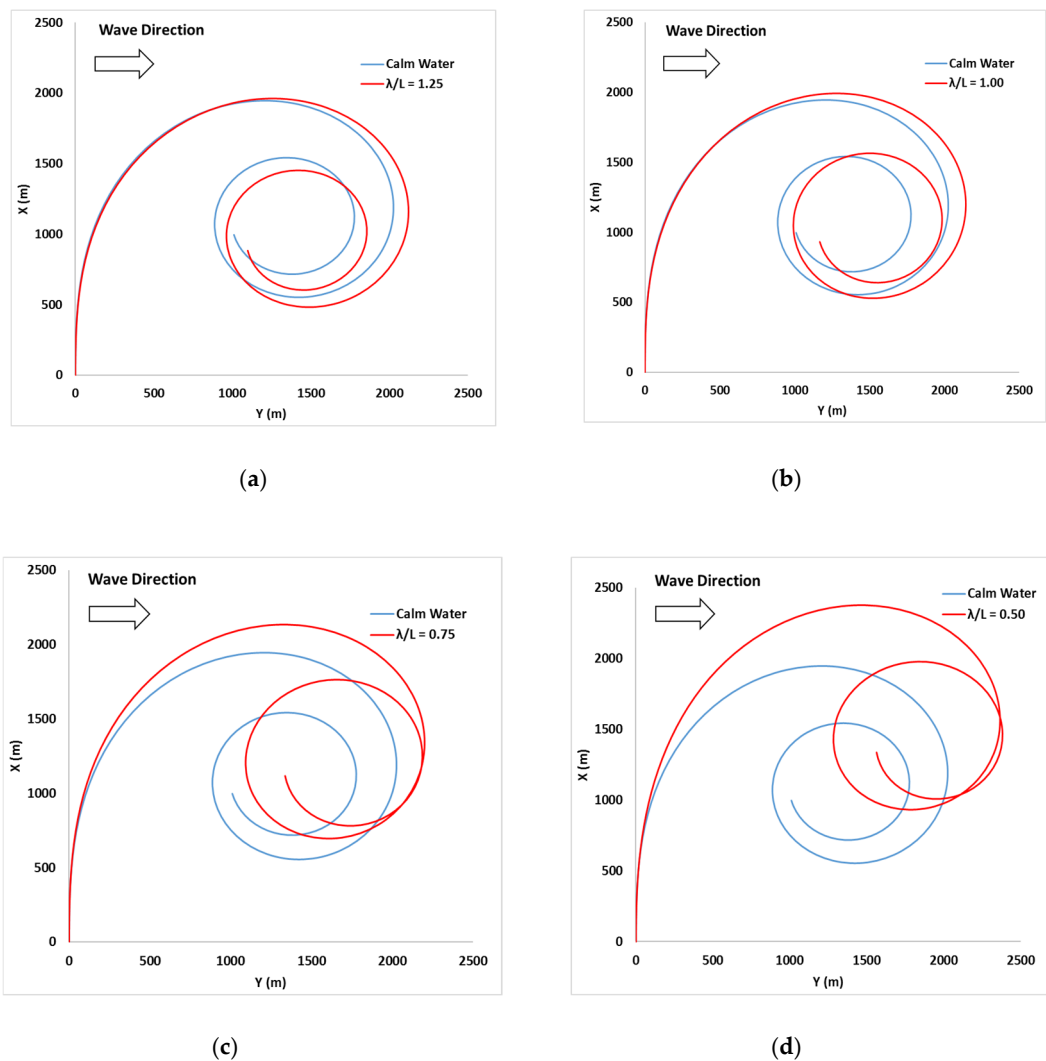 2500
Wave Direction
Calm Water
λ/L = 1.25
2000
1500
X (m)
1000
500
0
0 500 1000 1500 2000 2500
Y (m)
(a)
2500
Wave Direction
Calm Water
λ/L = 1.00
2000
1500
X (m)
1000
500
0
0 500 1000 1500 2000 2500
Y (m)
(b)
2500
Wave Direction
Calm Water
λ/L = 0.75
2000
1500
X (m)
1000
500
0
0 500 1000 1500 2000 2500
Y (m)
(c)
2500
Wave Direction
Calm Water
λ/L = 0.50
2000
1500
X (m)
1000
500
0
0 500 1000 1500 2000 2500
Y (m)
(d)